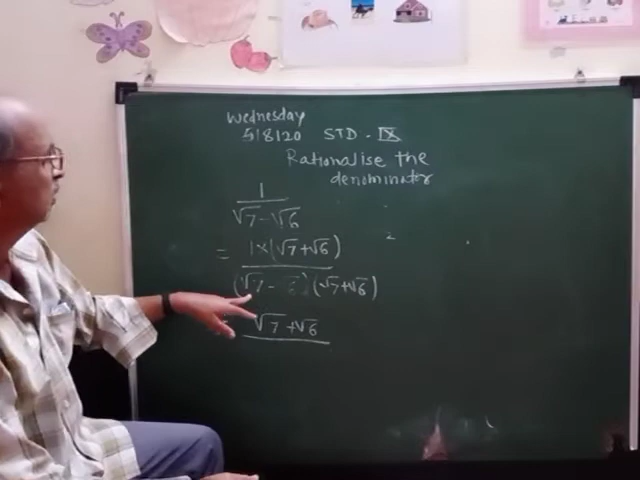 Wednesday
5/8/20 STD - IX
Rationalise the
denominator
1
√7-√6
= 1×(√7+√6)
(√7-√6)(√7+√6)
= √7+√6